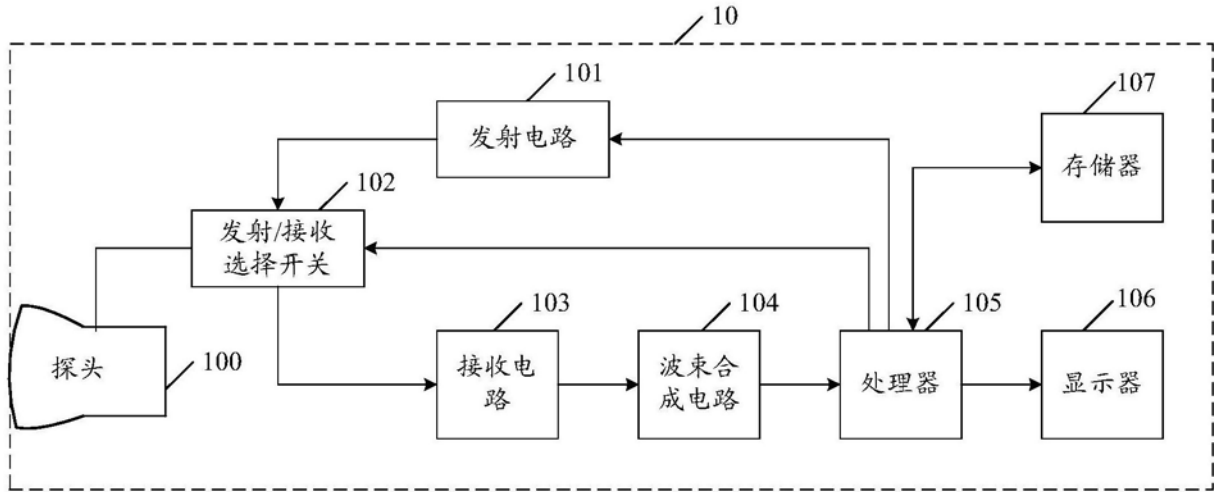 10
101
发射电路
107
存储器
102
发射/接收
选择开关
103
接收电
路
104
波束合
成电路
105
处理器
106
显示器
探头
100